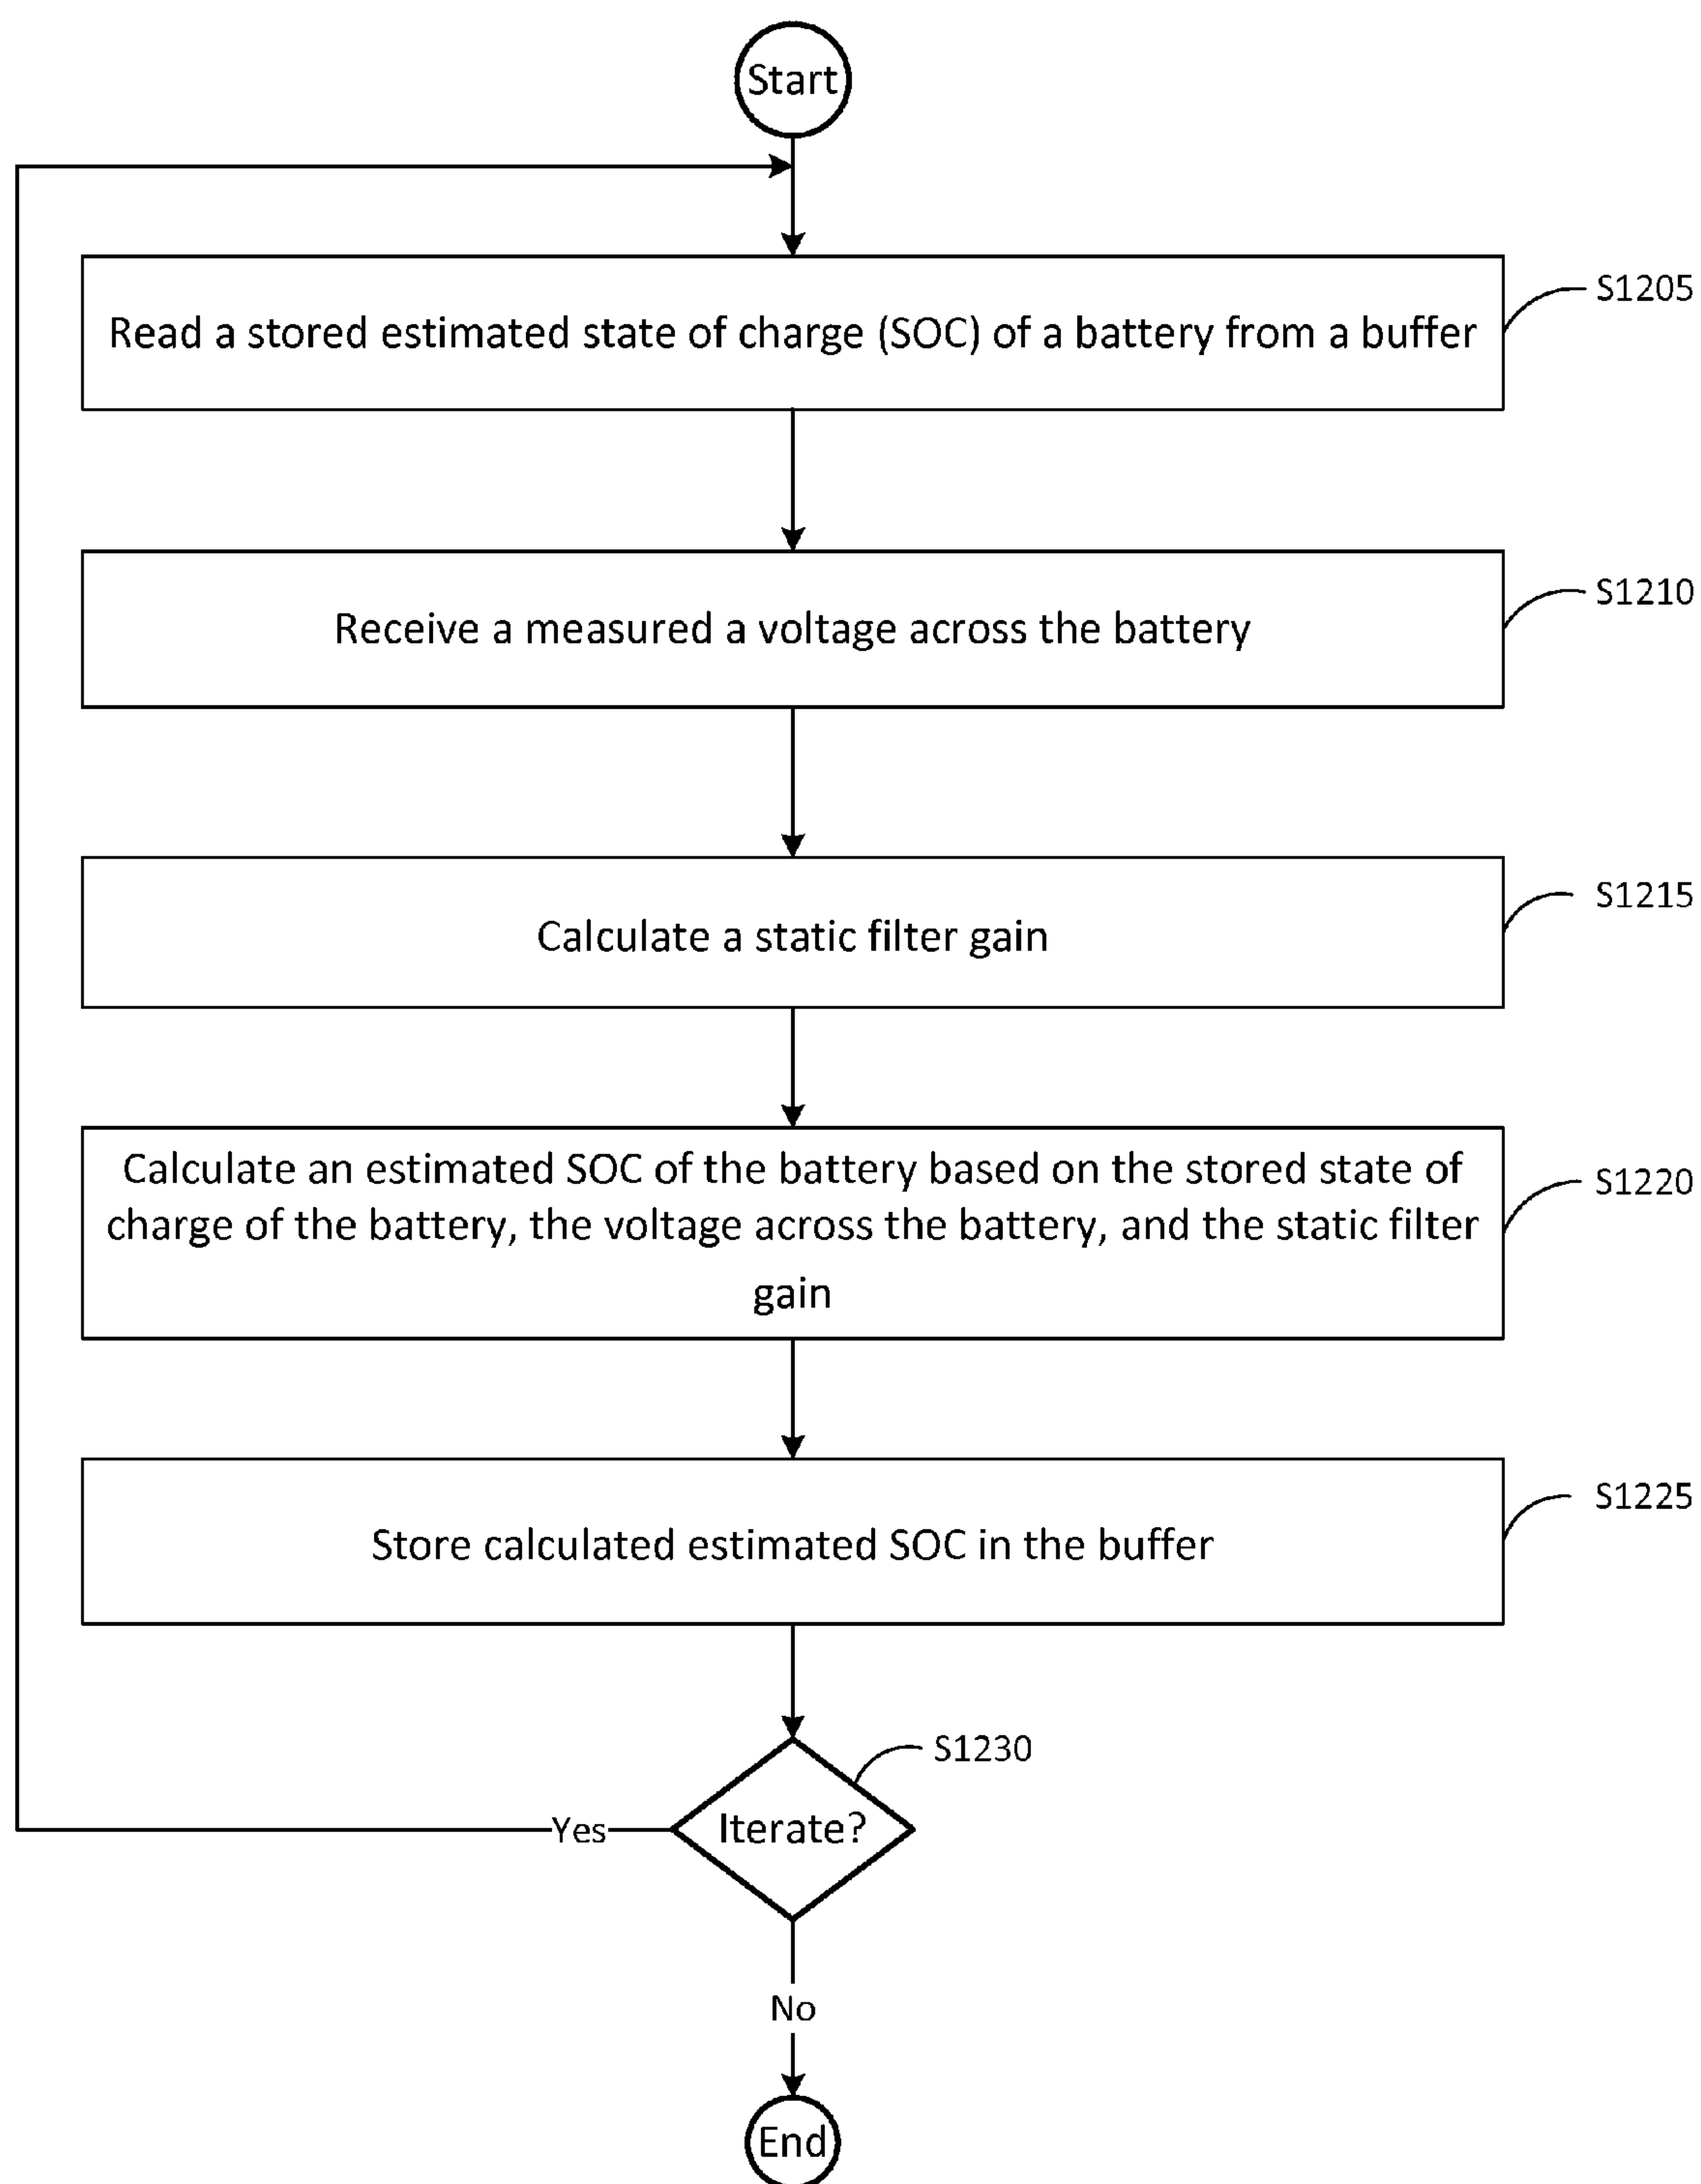 Start
Read a stored estimated state of charge (SOC) of a battery from a buffer
S1205
Receive a measured a voltage across the battery
S1210
Calculate a static filter gain
S1215
Calculate an estimated SOC of the battery based on the stored state of
charge of the battery, the voltage across the battery, and the static filter
gain
S1220
Store calculated estimated SOC in the buffer
S1225
Iterate?
S1230
Yes
No
End